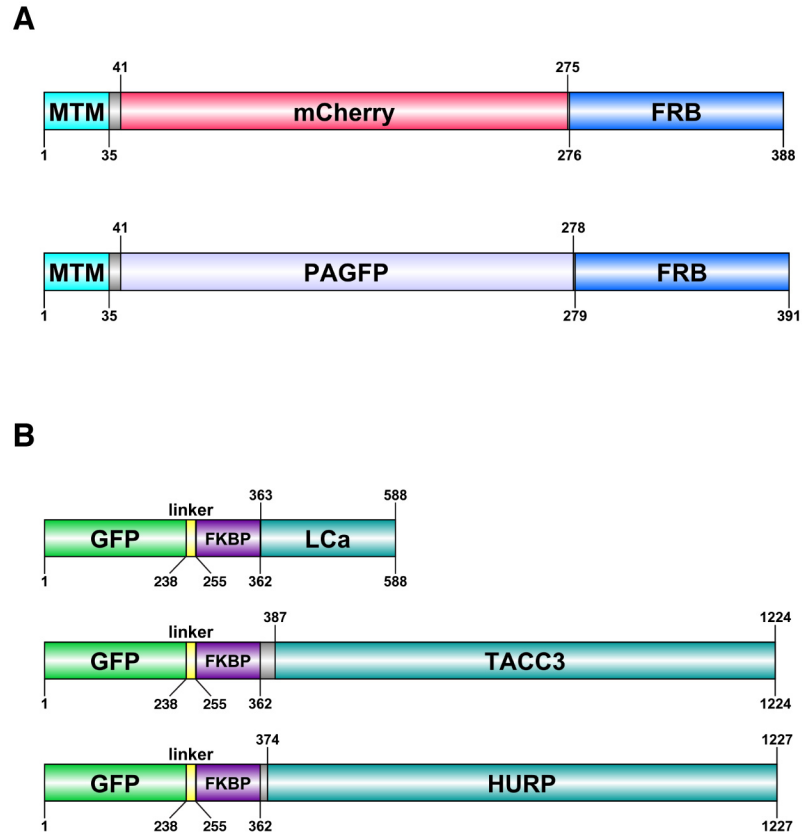 A
41 275
MTM mCherry FRB
1 35 276 388
41 278
MTM PAGFP FRB
1 35 279 391
B
linker 363 588
GFP FKBP LCa
1 238 255 362 588
linker 387 1224
GFP FKBP TACC3
1 238 255 362 1224
linker 374 1227
GFP FKBP HURP
1 238 255 362 1227